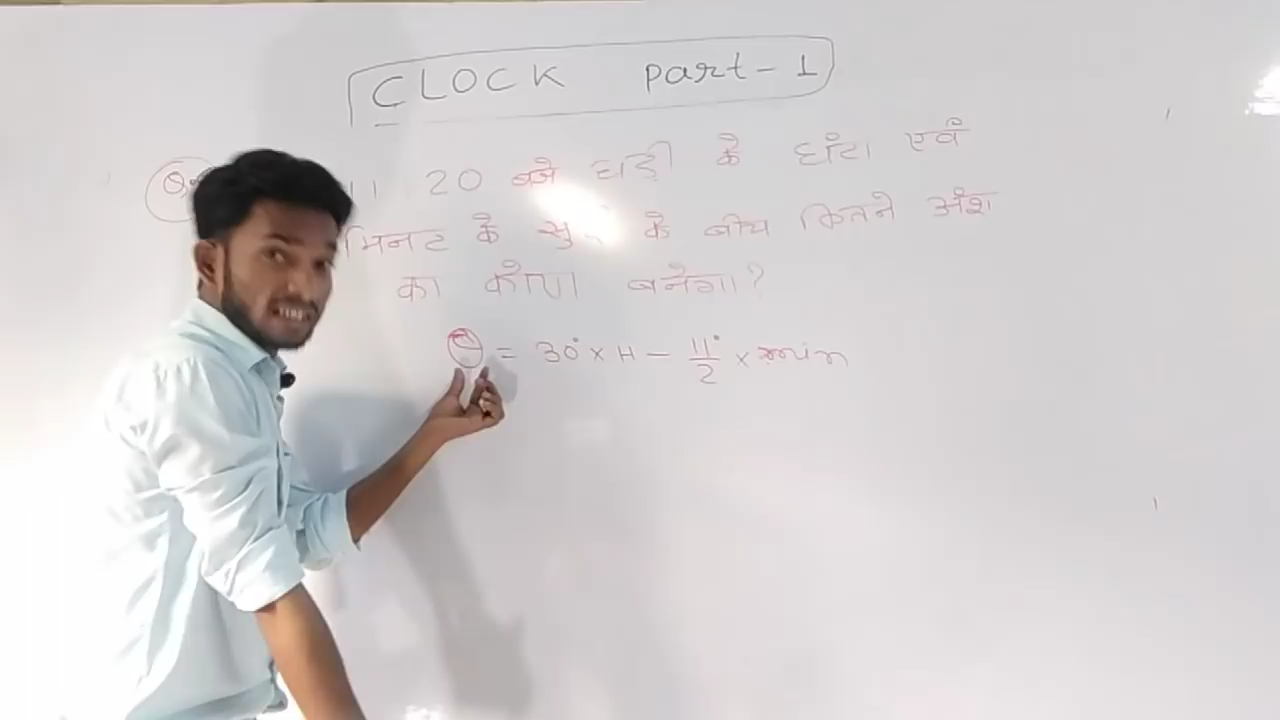 CLOCK part-1
Q. 11 20 बजे घड़ी के घंटा एवं
मिनट के के बीच कितने अंश
का कोण बनेगा?
θ = 30° × H − 11°/2 × min